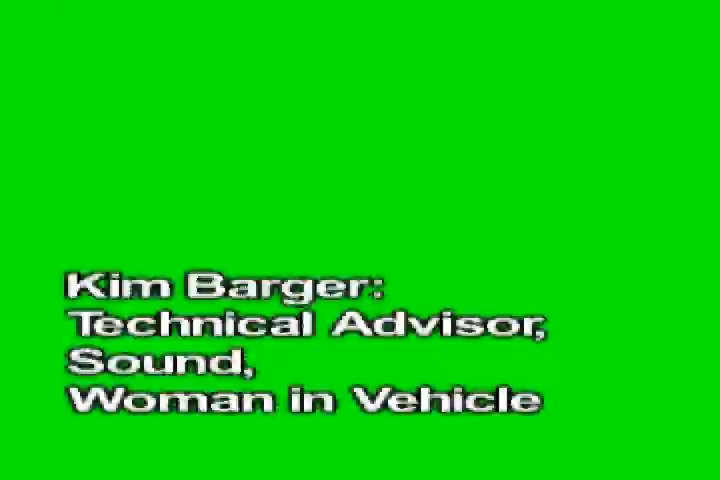 Kim Barger:
Technical Advisor,
Sound,
Woman in Vehicle